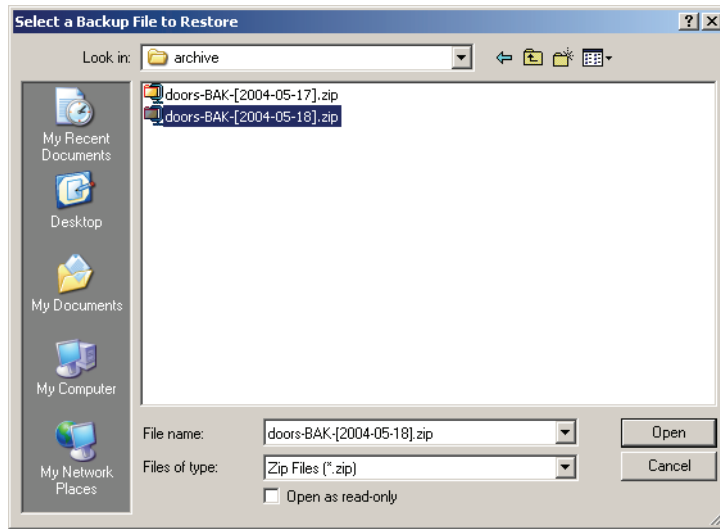 Select a Backup File to Restore
Look in:
archive
My Recent
Documents
Desktop
My Documents
My Computer
My Network
Places
doors-BAK-[2004-05-17].zip
doors-BAK-[2004-05-18].zip
File name:
doors-BAK-[2004-05-18].zip
Open
Files of type:
Zip Files (*.zip)
Cancel
Open as read-only